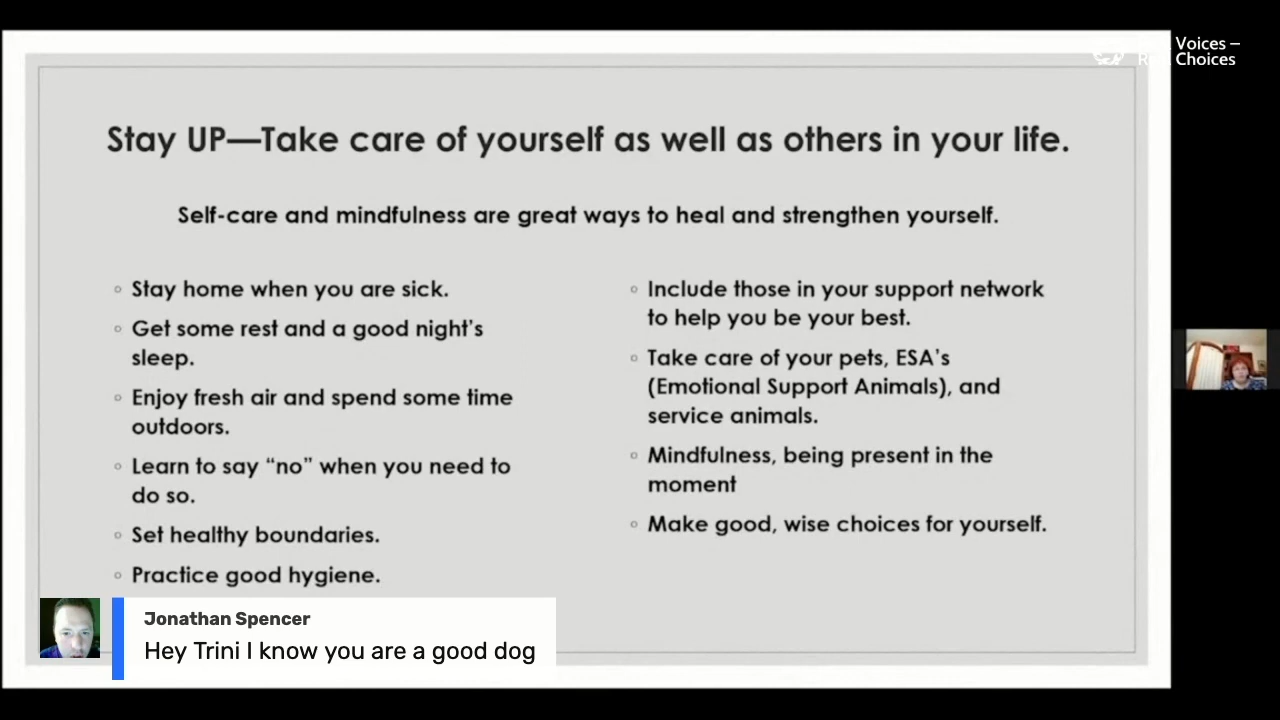 Voices –
Choices
Stay UP—Take care of yourself as well as others in your life.
Self-care and mindfulness are great ways to heal and strengthen yourself.
◦ Stay home when you are sick.
◦ Get some rest and a good night's
sleep.
◦ Enjoy fresh air and spend some time
outdoors.
◦ Learn to say “no” when you need to
do so.
◦ Set healthy boundaries.
◦ Practice good hygiene.
◦ Include those in your support network
to help you be your best.
◦ Take care of your pets, ESA's
(Emotional Support Animals), and
service animals.
◦ Mindfulness, being present in the
moment
◦ Make good, wise choices for yourself.
Jonathan Spencer
Hey Trini I know you are a good dog